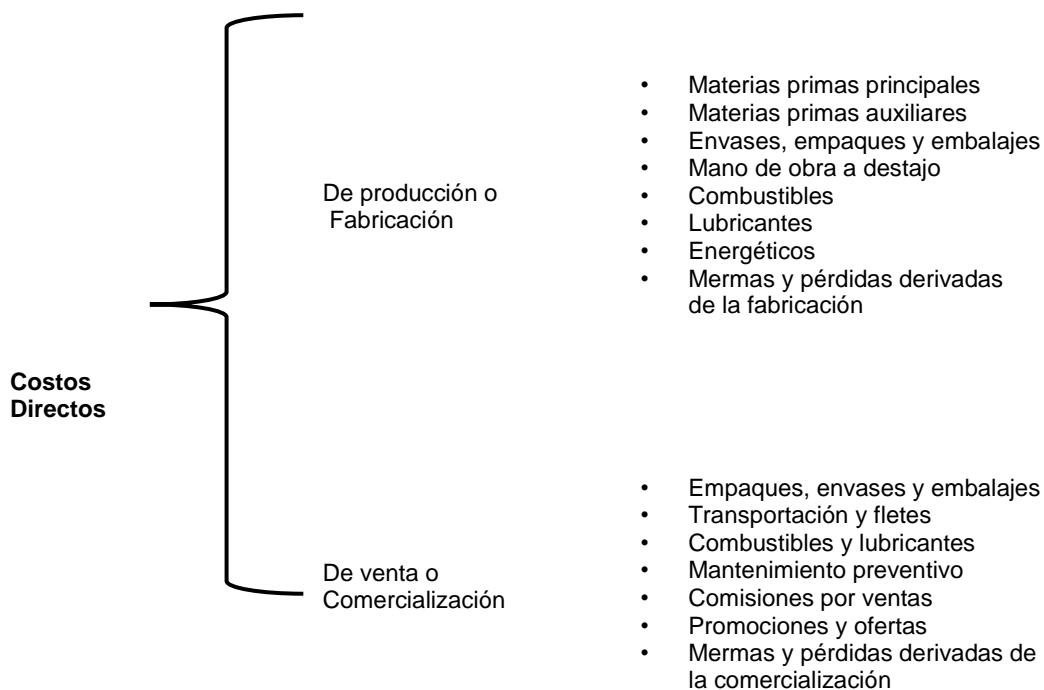 Costos
Directos
De producción o
Fabricación
• Materias primas principales
• Materias primas auxiliares
• Envases, empaques y embalajes
• Mano de obra a destajo
• Combustibles
• Lubricantes
• Energéticos
• Mermas y pérdidas derivadas
de la fabricación
De venta o
Comercialización
• Empaques, envases y embalajes
• Transportación y fletes
• Combustibles y lubricantes
• Mantenimiento preventivo
• Comisiones por ventas
• Promociones y ofertas
• Mermas y pérdidas derivadas de
la comercialización